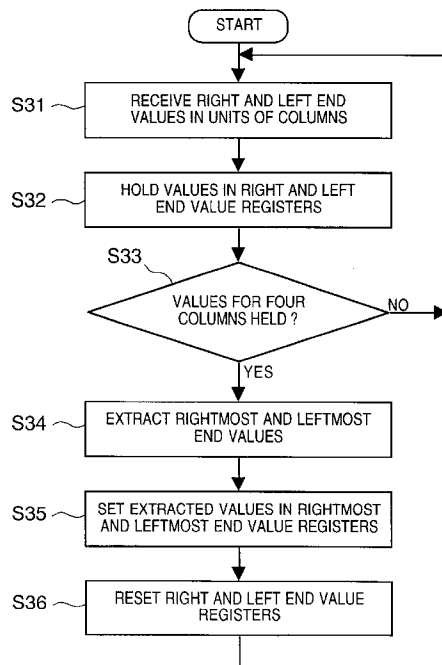 START
S31
RECEIVE RIGHT AND LEFT END
VALUES IN UNITS OF COLUMNS
S32
HOLD VALUES IN RIGHT AND LEFT
END VALUE REGISTERS
S33
VALUES FOR FOUR
COLUMNS HELD ?
NO
YES
S34
EXTRACT RIGHTMOST AND LEFTMOST
END VALUES
S35
SET EXTRACTED VALUES IN RIGHTMOST
AND LEFTMOST END VALUE REGISTERS
S36
RESET RIGHT AND LEFT END VALUE
REGISTERS